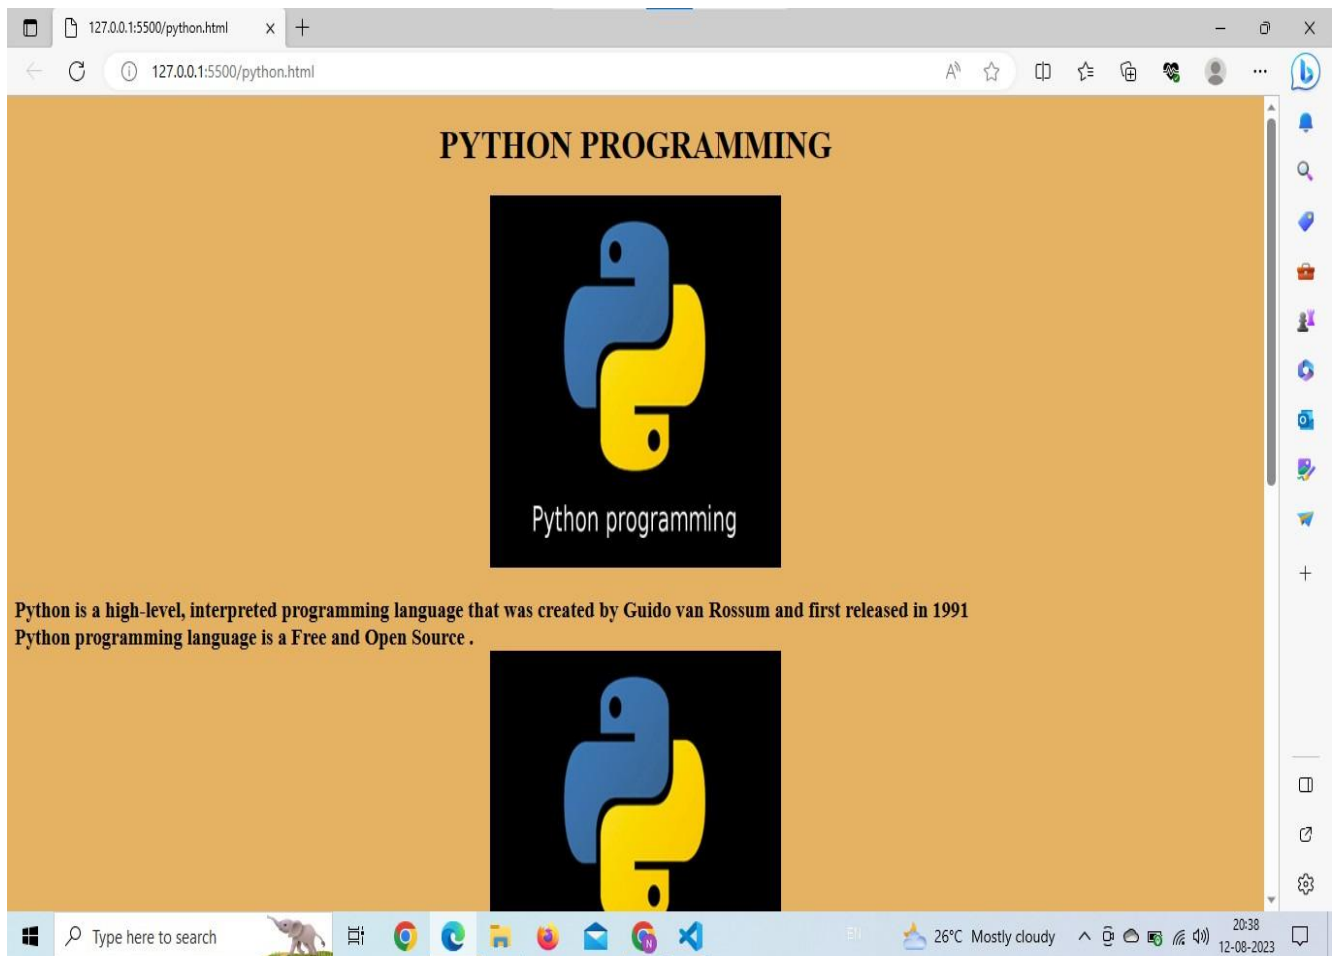 127.0.0.1:5500/python.html
127.0.0.1:5500/python.html
PYTHON PROGRAMMING
Python programming
Python is a high-level, interpreted programming language that was created by Guido van Rossum and first released in 1991
Python programming language is a Free and Open Source .
Type here to search
26°C Mostly cloudy
20:38
12-08-2023